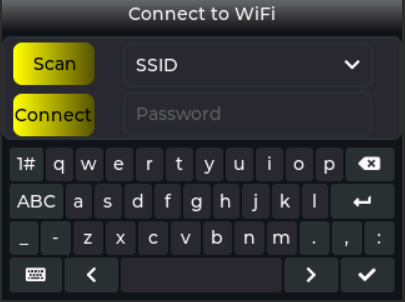 Connect to WiFi
Scan SSID
Connect Password
1# q w e r t y u i o p
ABC a s d f g h j k l
_ - z x c v b n m . , :